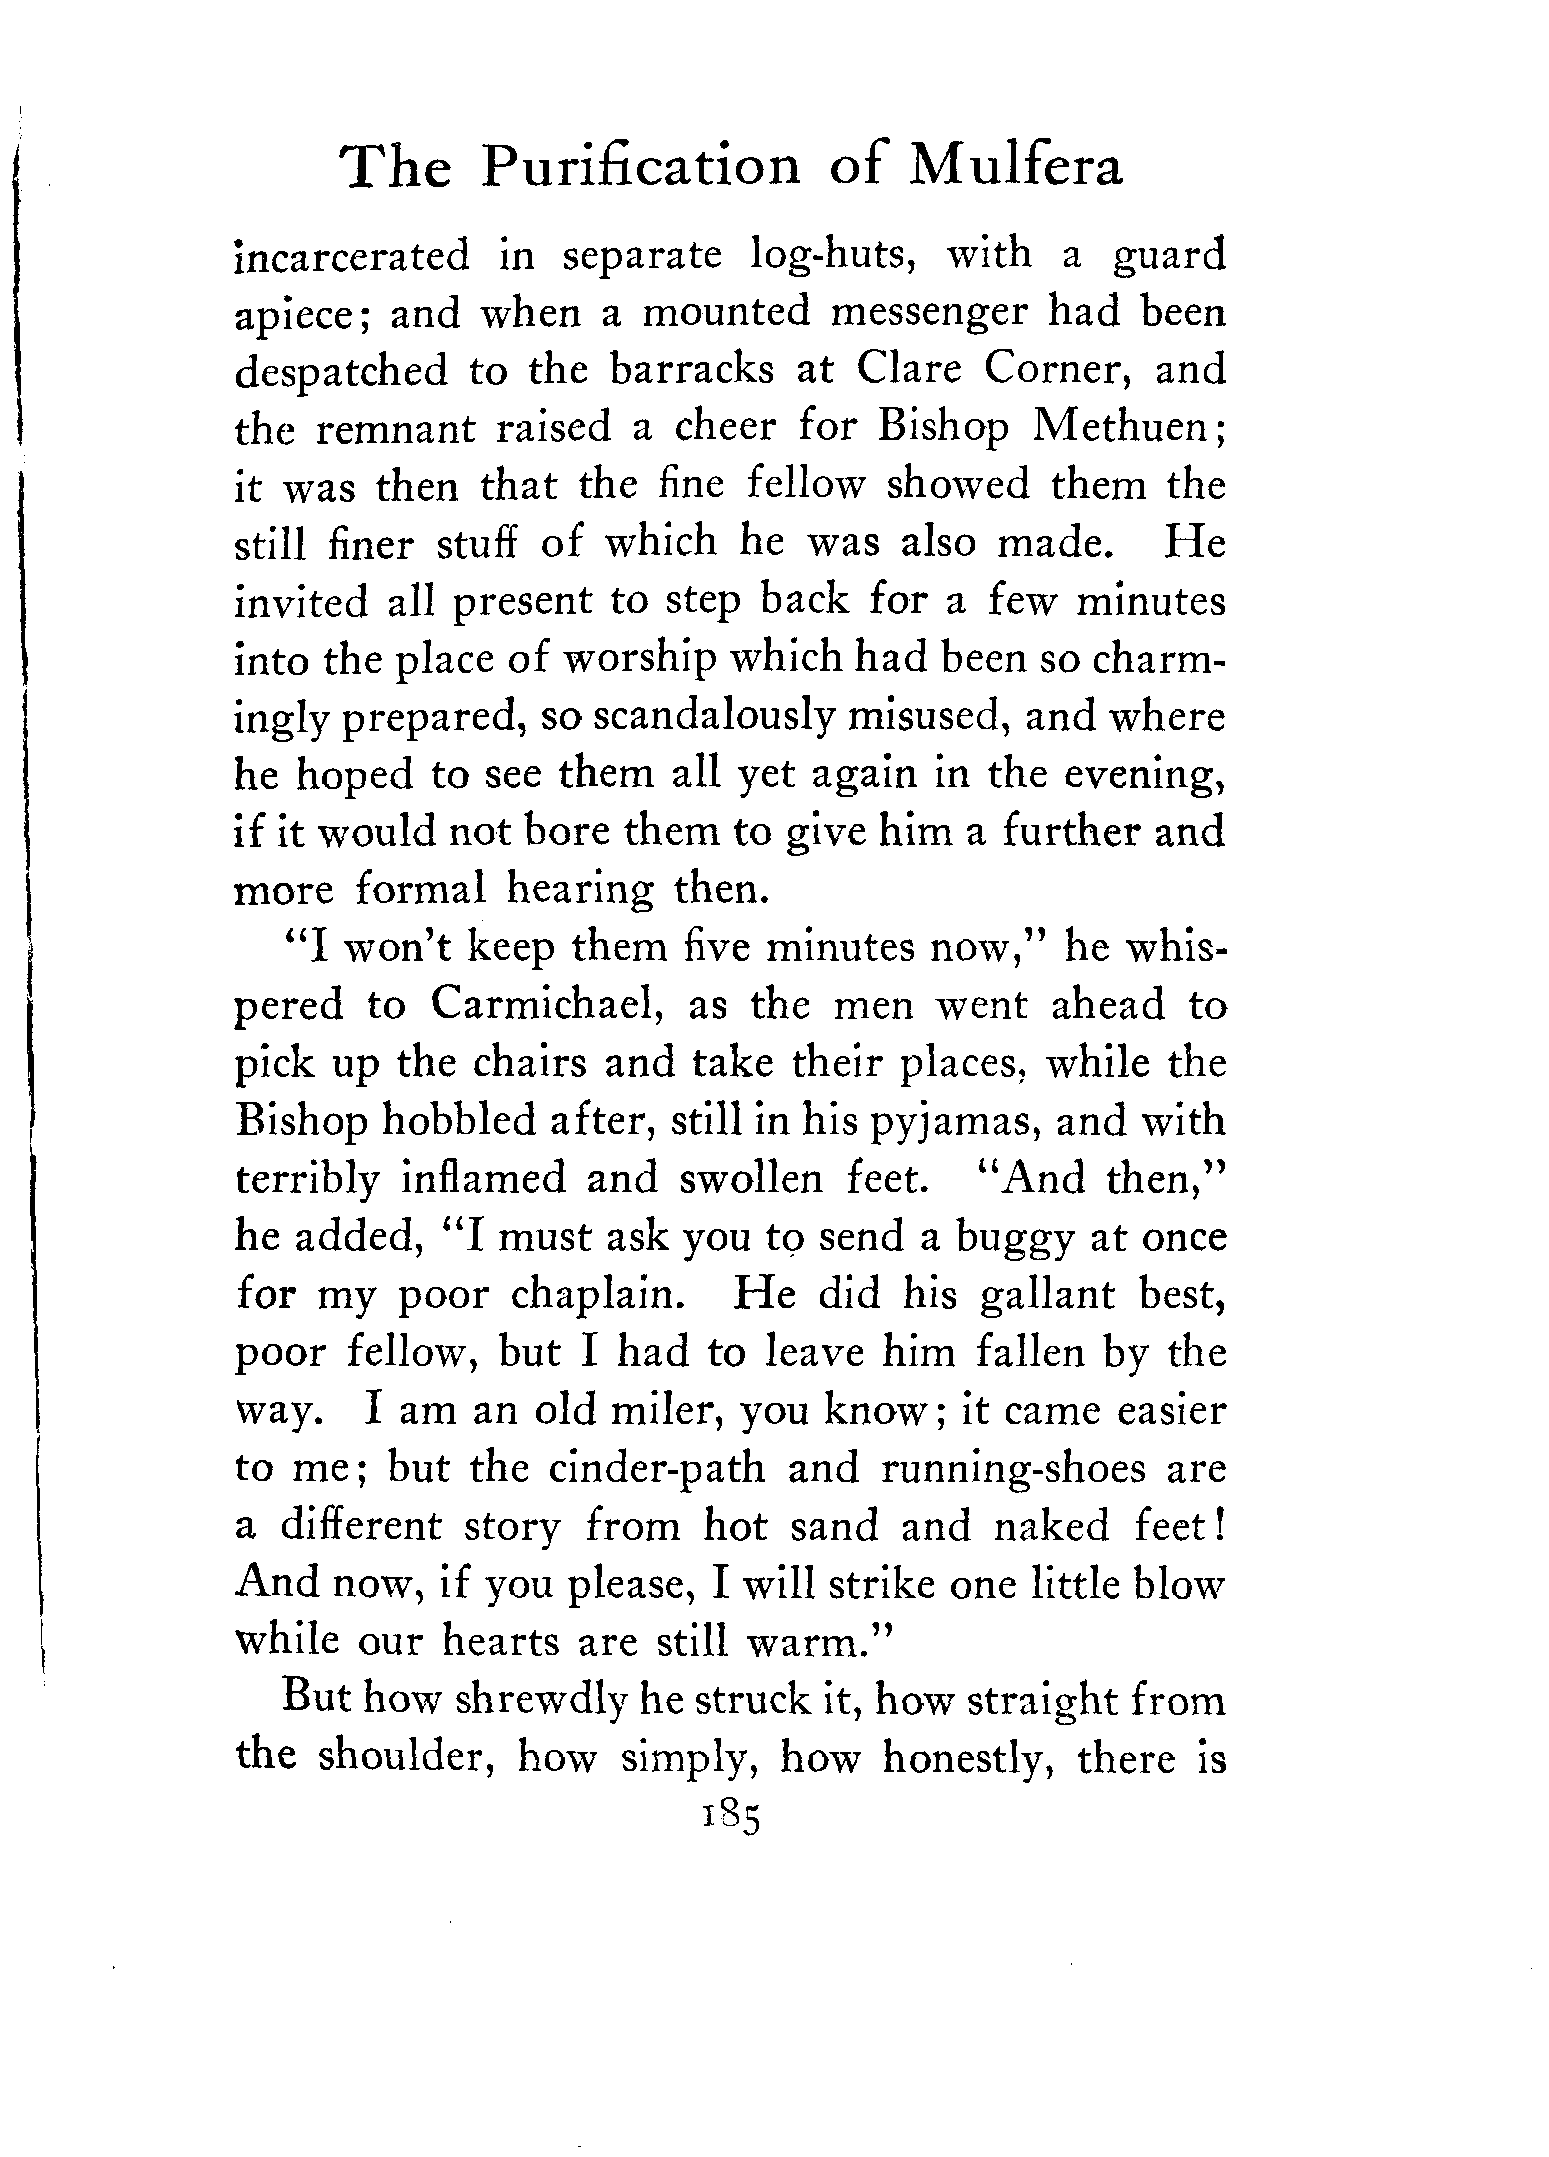 The Purification of Mulfera
incarcerated in separate log-huts, with a guard
apiece; and when a mounted messenger had been
despatched to the barracks at Clare Corner, and
the remnant raised a cheer for Bishop Methuen;
it was then that the fine fellow showed them the
still finer stuff of which he was also made. He
invited all present to step back for a few minutes
into the place of worship which had been so charm-
ingly prepared, so scandalously misused, and where
he hoped to see them all yet again in the evening,
if it would not bore them to give him a further and
more formal hearing then.
"I won't keep them five minutes now," he whis-
pered to Carmichael, as the men went ahead to
pick up the chairs and take their places, while the
Bishop hobbled after, still in his pyjamas, and with
terribly inflamed and swollen feet. "And then,"
he added, "I must ask you to send a buggy at once
for my poor chaplain. He did his gallant best,
poor fellow, but I had to leave him fallen by the
way. I am an old miler, you know; it came easier
to me; but the cinder-path and running-shoes are
a different story from hot sand and naked feet!
And now, if you please, I will strike one little blow
while our hearts are still warm."
But how shrewdly he struck it, how straight from
the shoulder, how simply, how honestly, there is
185